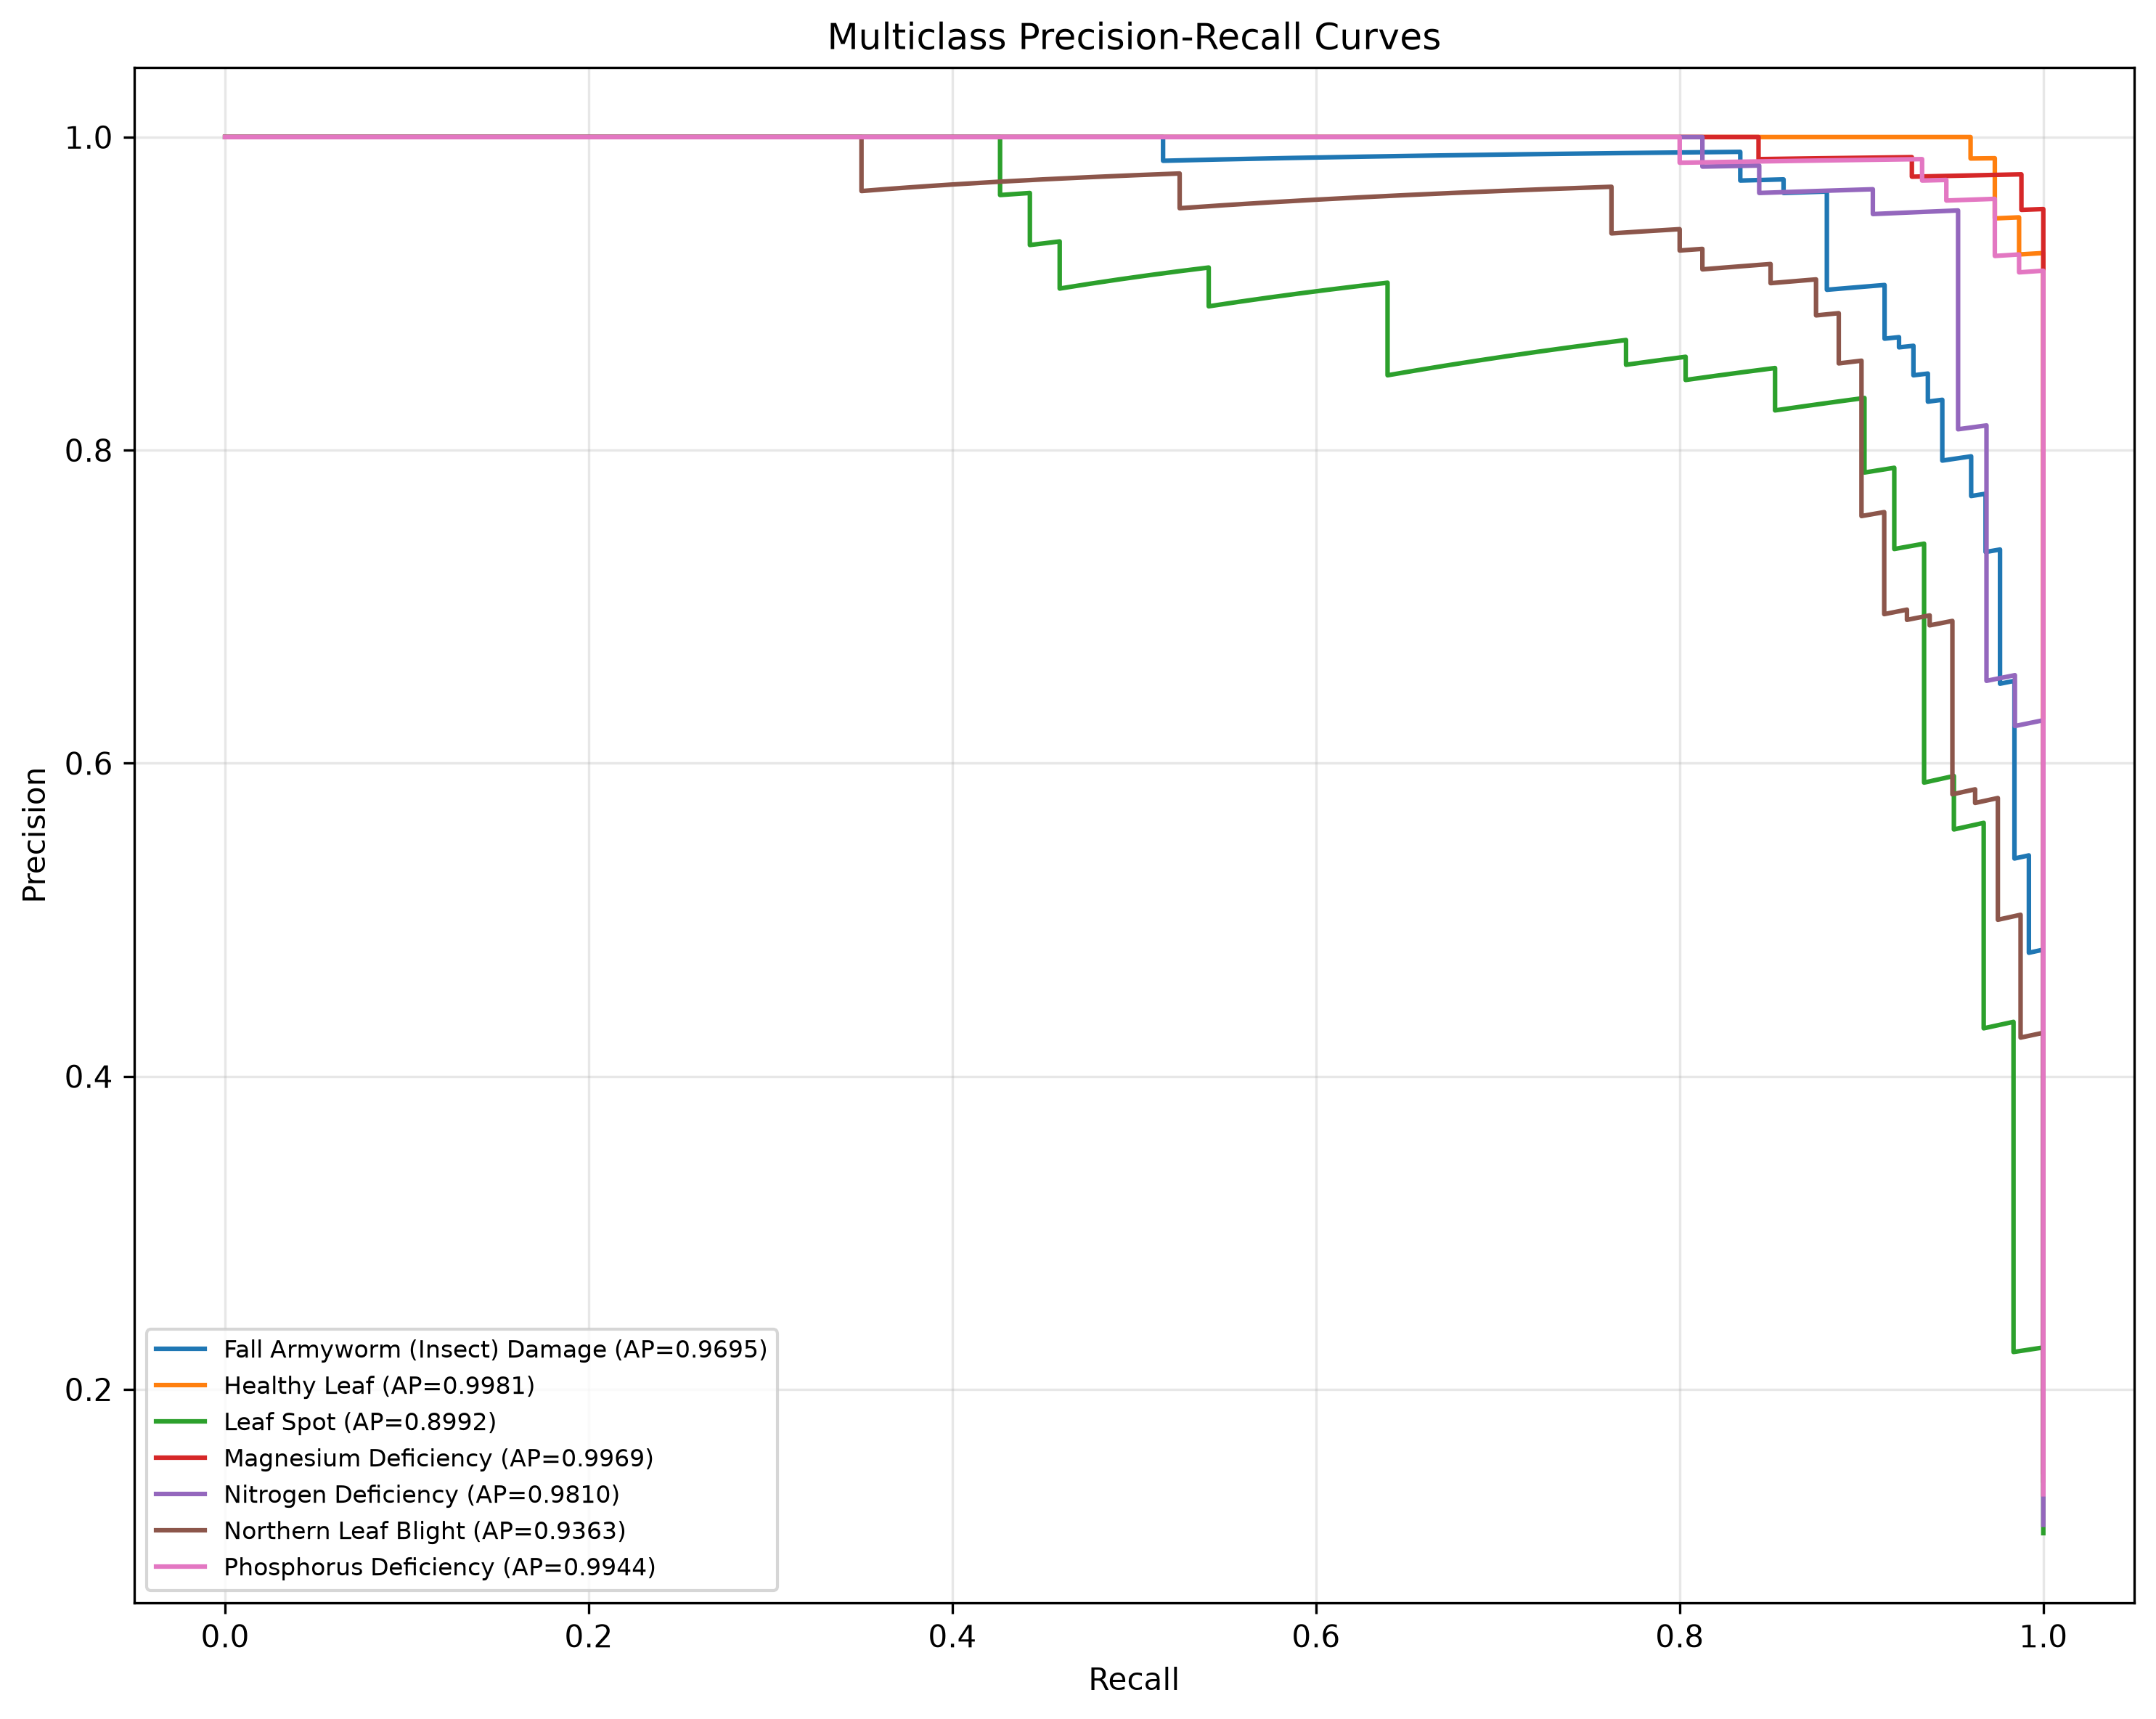 Multiclass Precision-Recall Curves
1.0
0.8
0.6
0.4
0.2
Precision
Fall Armyworm (Insect) Damage (AP=0.9695)
Healthy Leaf (AP=0.9981)
Leaf Spot (AP=0.8992)
Magnesium Deficiency (AP=0.9969)
Nitrogen Deficiency (AP=0.9810)
Northern Leaf Blight (AP=0.9363)
Phosphorus Deficiency (AP=0.9944)
0.0 0.2 0.4 0.6 0.8 1.0
Recall